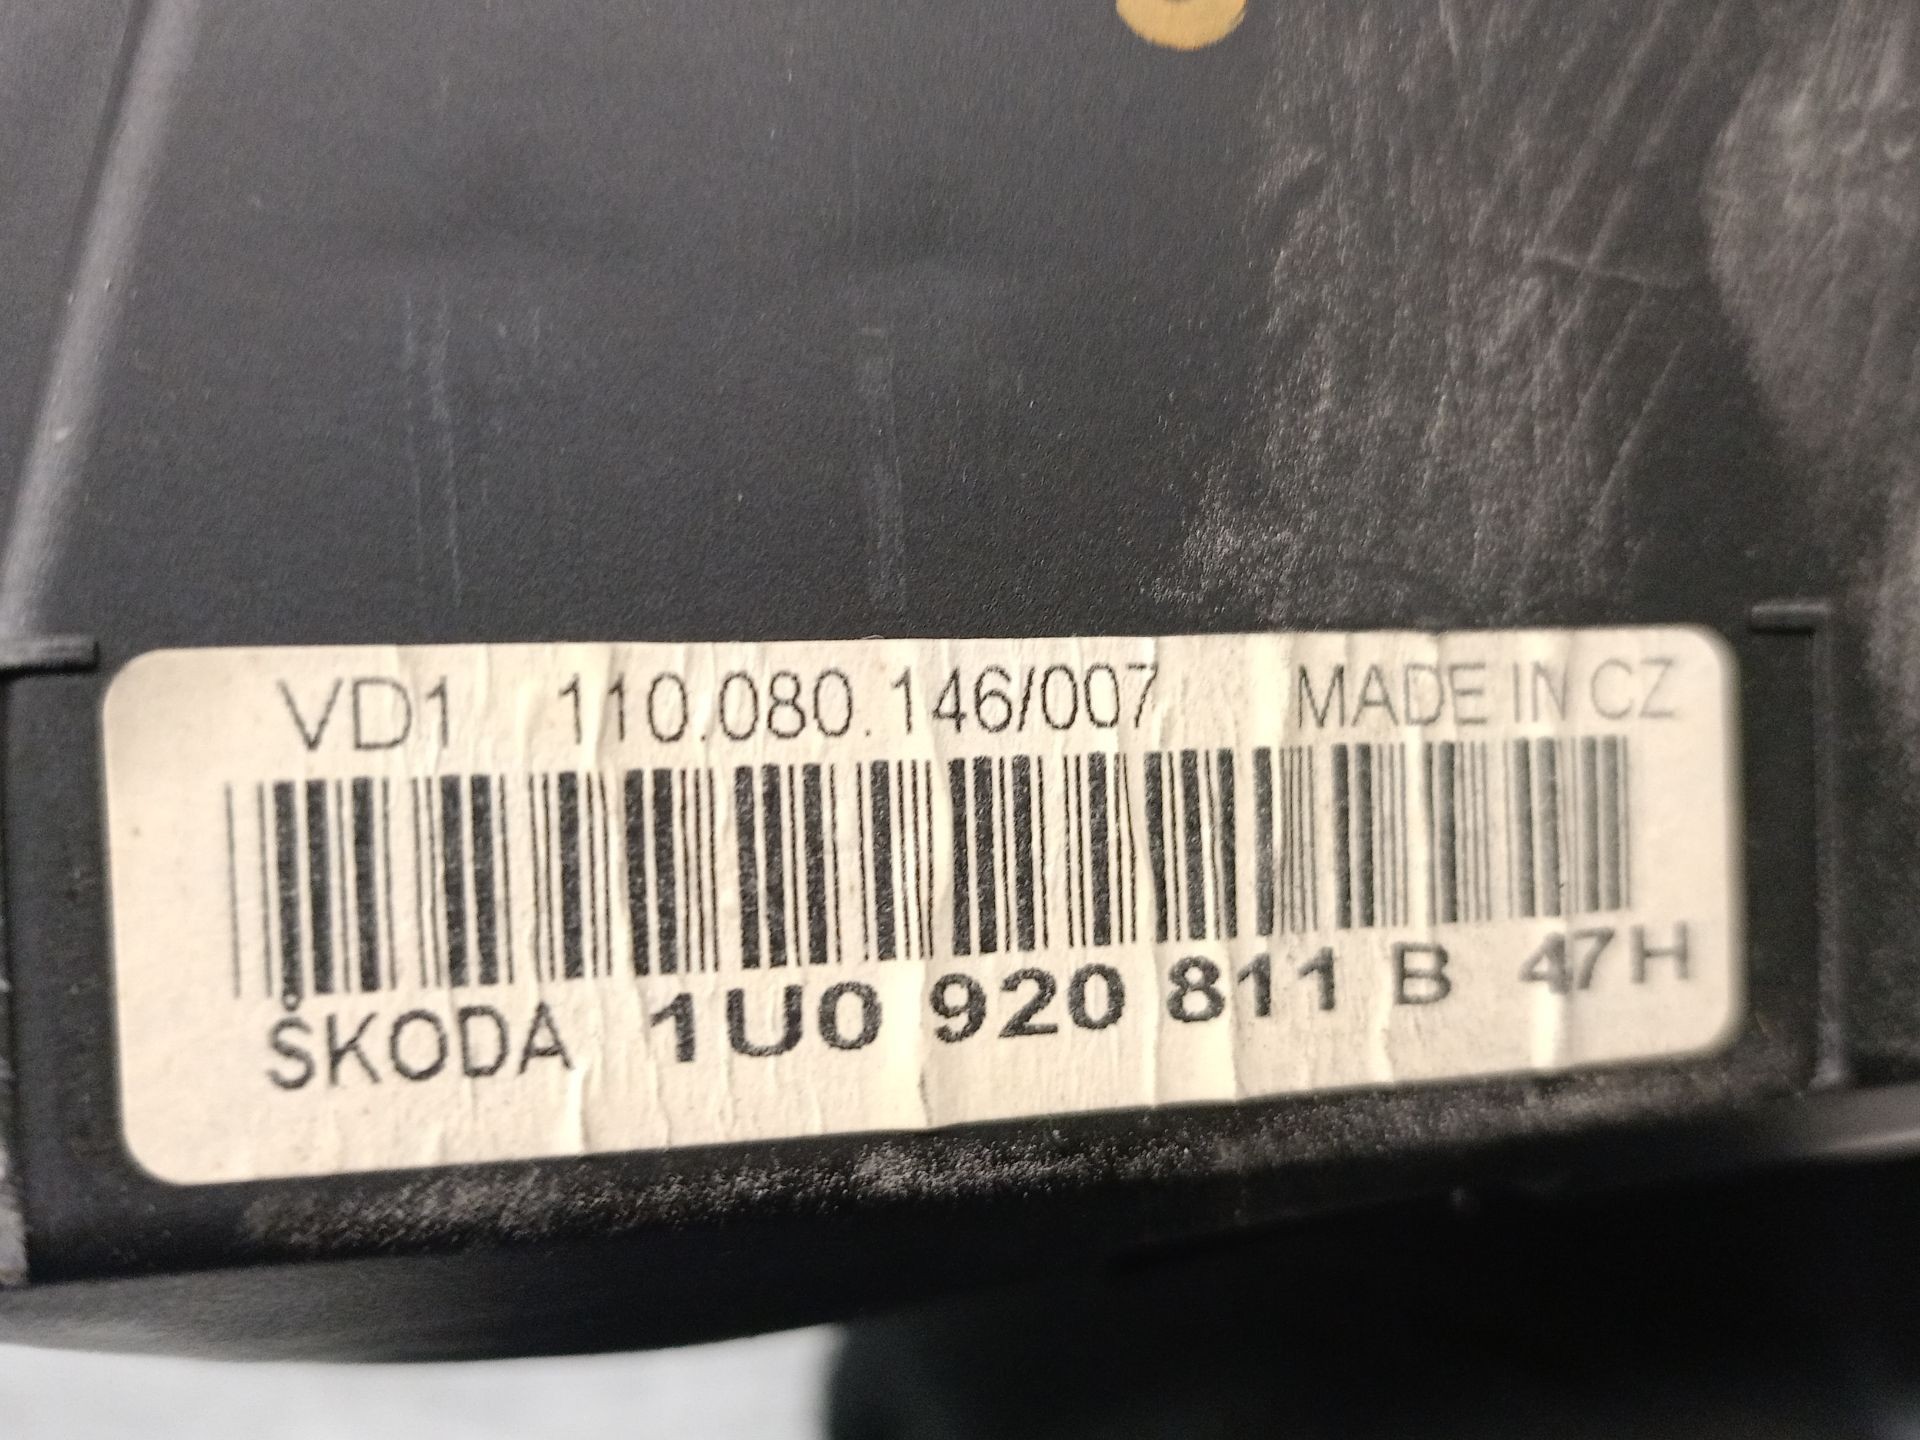 VD1 110.080.146/007 MADE IN CZ
ŠKODA 1U0 920 811 B 47H